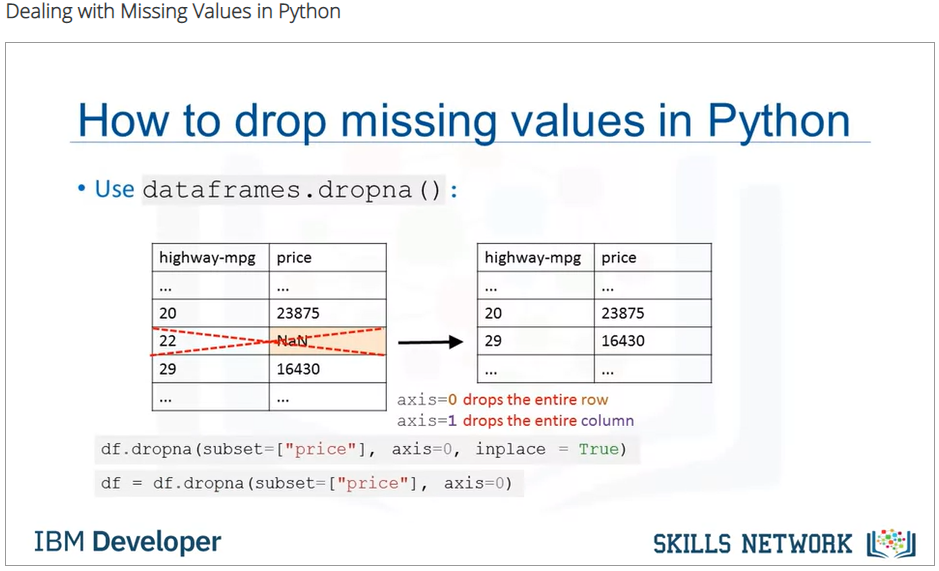 Dealing with Missing Values in Python
How to drop missing values in Python
• Use dataframes.dropna():
highway-mpg price
... ...
20 23875
22 NaN
29 16430
... ...
highway-mpg price
... ...
20 23875
29 16430
... ...
axis=0 drops the entire row
axis=1 drops the entire column
df.dropna(subset=["price"], axis=0, inplace = True)
df = df.dropna(subset=["price"], axis=0)
IBM Developer
SKILLS NETWORK